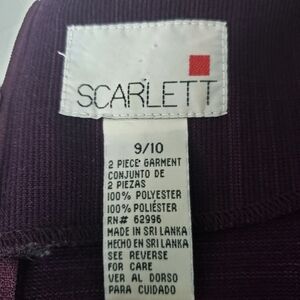 SCARLETT
9/10
2 PIECE GARMENT
CONJUNTO DE
2 PIEZAS
100% POLYESTER
100% POLIÉSTER
RN# 62996
MADE IN SRI LANKA
HECHO EN SRI LANKA
SEE REVERSE
FOR CARE
VER AL DORSO
PARA CUIDADO